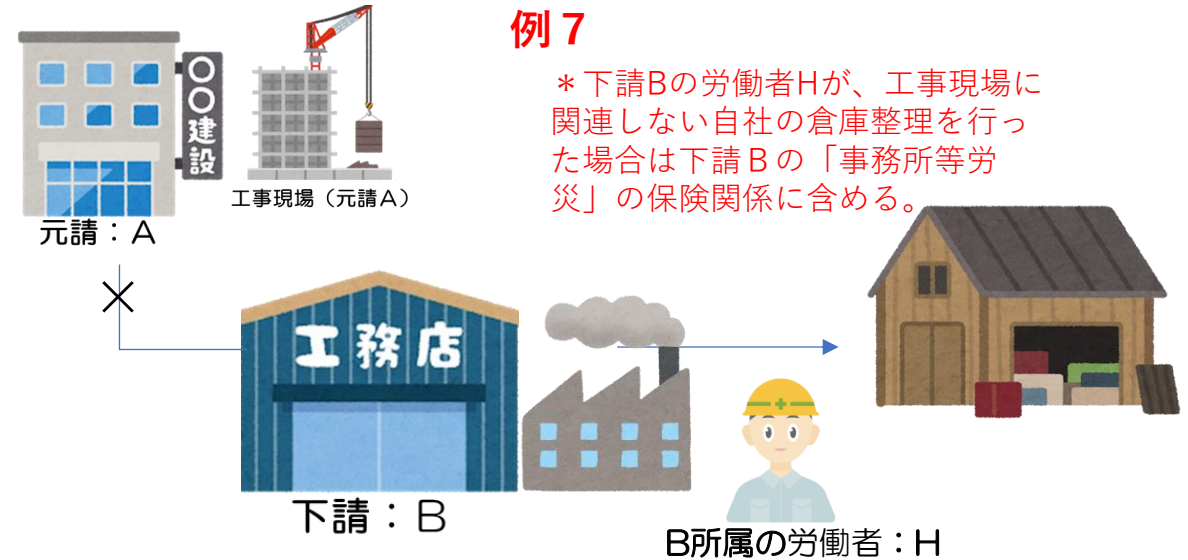 例７
＊下請Bの労働者Hが、工事現場に
関連しない自社の倉庫整理を行っ
た場合は下請Ｂの「事務所等労
災」の保険関係に含める。
〇〇建設
工事現場（元請Ａ）
元請：Ａ
工務店
下請：Ｂ
B所属の労働者：H